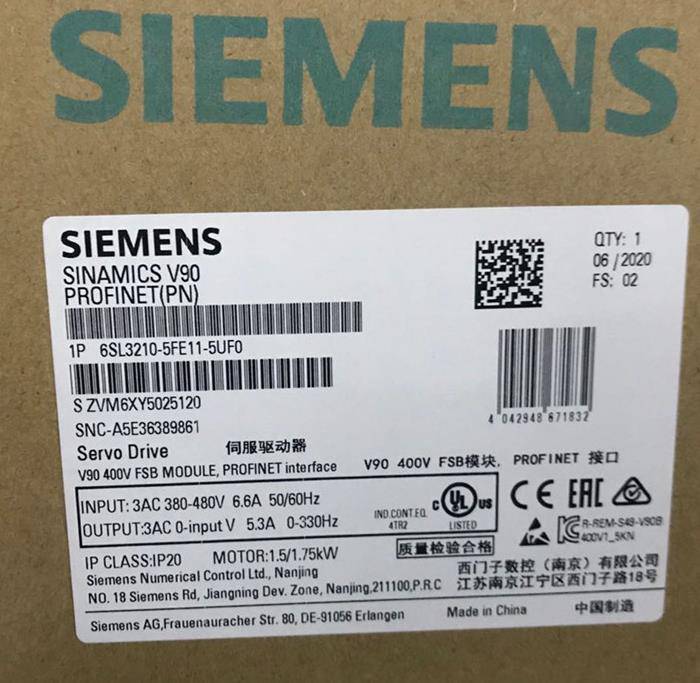 SIEMENS
SIEMENS
SINAMICS V90
PROFINET(PN)
QTY: 1
06 / 2020
FS: 02
1P 6SL3210-5FE11-5UF0
S ZVM6XY5025120
4 042948 671832
SNC-A5E36389861
Servo Drive 伺服驱动器
V90 400V FSB MODULE, PROFINET interface V90 400V FSB模块, PROFINET 接口
INPUT: 3AC 380-480V 6.6A 50/60Hz
OUTPUT:3AC 0-input V 5.3A 0-330Hz
IND.CONT.EQ.
4TR2
C UL US
LISTED
CE EAC
R-REM-S49-V90B
400V1_5KN
IP CLASS:IP20 MOTOR:1.5/1.75kW
质量检验合格
Siemens Numerical Control Ltd., Nanjing
西门子数控（南京）有限公司
NO. 18 Siemens Rd, Jiangning Dev. Zone, Nanjing,211100,P.R.C
江苏南京江宁区西门子路18号
Siemens AG,Frauenauracher Str. 80, DE-91056 Erlangen Made in China 中国制造